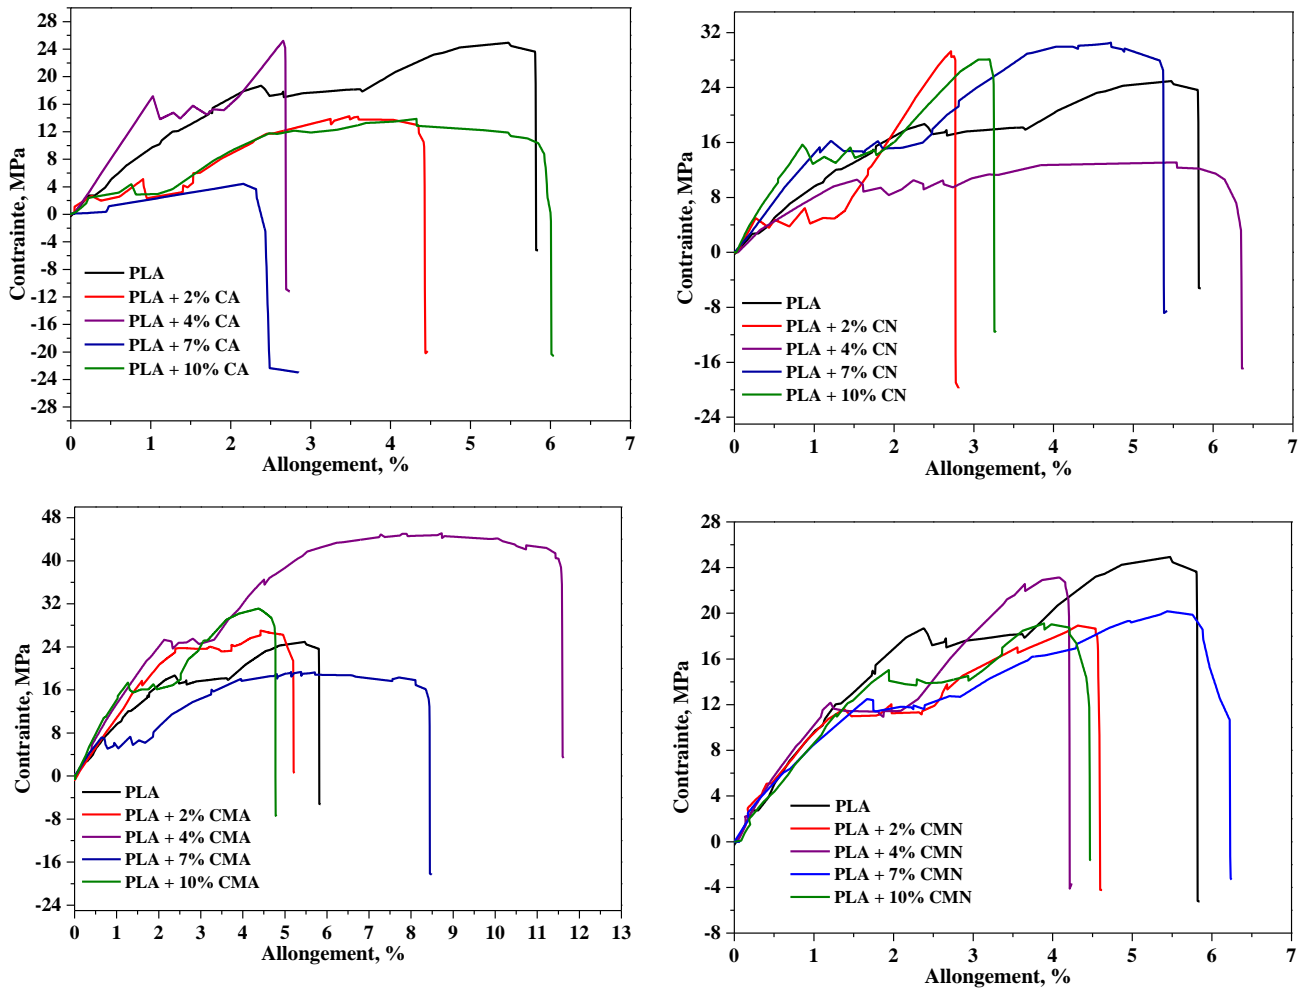 Contrainte, MPa
28
24
20
16
12
8
4
0
-4
-8
-12
-16
-20
-24
-28
PLA
PLA + 2% CA
PLA + 4% CA
PLA + 7% CA
PLA + 10% CA
0 1 2 3 4 5 6 7
Allongement, %
Contrainte, MPa
32
24
16
8
0
-8
-16
-24
PLA
PLA + 2% CN
PLA + 4% CN
PLA + 7% CN
PLA + 10% CN
0 1 2 3 4 5 6 7
Allongement, %
Contrainte, MPa
48
40
32
24
16
8
0
-8
-16
-24
PLA
PLA + 2% CMA
PLA + 4% CMA
PLA + 7% CMA
PLA + 10% CMA
0 1 2 3 4 5 6 7 8 9 10 11 12 13
Allongement, %
Contrainte, MPa
28
24
20
16
12
8
4
0
-4
-8
PLA
PLA + 2% CMN
PLA + 4% CMN
PLA + 7% CMN
PLA + 10% CMN
0 1 2 3 4 5 6 7
Allongement, %